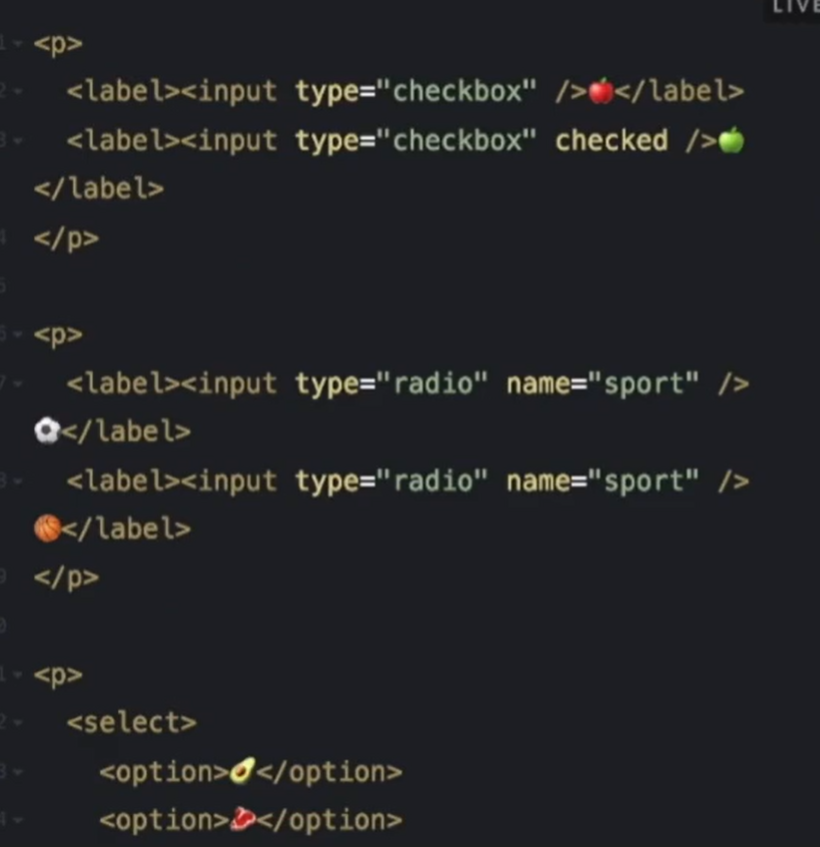 LIVE
1 <p>
2 <label><input type="checkbox" />🍎</label>
3 <label><input type="checkbox" checked />🍏
</label>
4 </p>
5
6 <p>
7 <label><input type="radio" name="sport" />
⚽</label>
8 <label><input type="radio" name="sport" />
🏀</label>
9 </p>
0
1 <p>
2 <select>
3 <option>🥑</option>
4 <option>🥩</option>